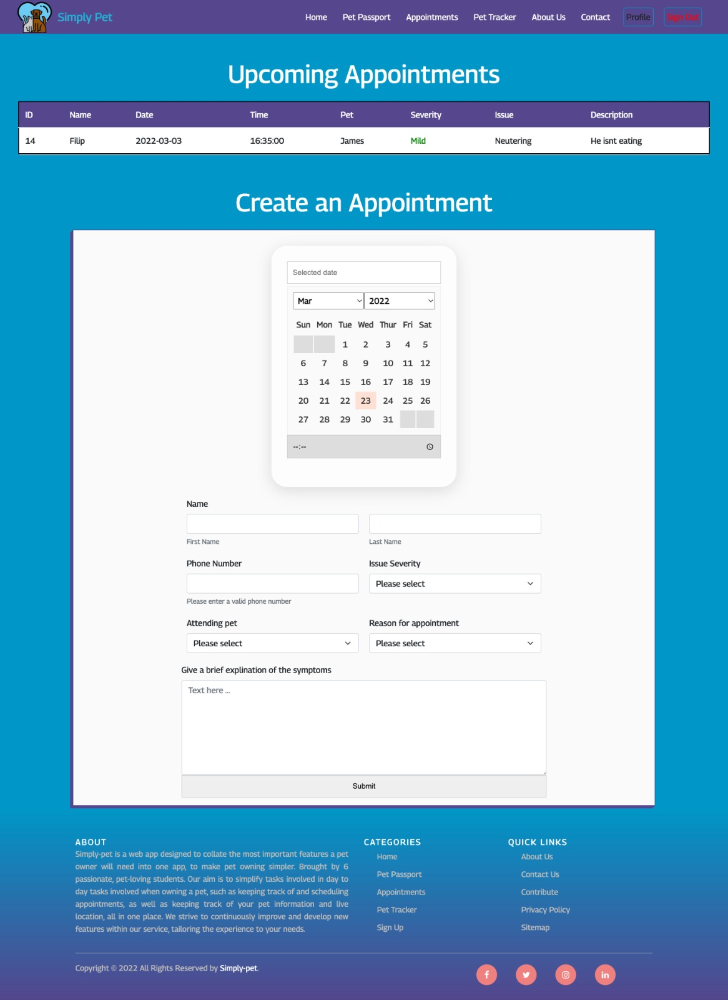 Simply Pet
Home Pet Passport Appointments Pet Tracker About Us Contact Profile Sign Out
Upcoming Appointments
ID Name Date Time Pet Severity Issue Description
14 Filip 2022-03-03 16:35:00 James Mild Neutering He isnt eating
Create an Appointment
Selected date
Mar 2022
Sun Mon Tue Wed Thur Fri Sat
1 2 3 4 5
6 7 8 9 10 11 12
13 14 15 16 17 18 19
20 21 22 23 24 25 26
27 28 29 30 31
--:--
Name
First Name Last Name
Phone Number Issue Severity
Please select
Please enter a valid phone number
Attending pet Reason for appointment
Please select Please select
Give a brief explination of the symptoms
Text here ...
Submit
ABOUT
Simply-pet is a web app designed to collate the most important features a pet
owner will need into one app, to make pet owning simpler. Brought by 6
passionate, pet-loving students. Our aim is to simplify tasks involved in day to
day tasks involved when owning a pet, such as keeping track of and scheduling
appointments, as well as keeping track of your pet information and live
location, all in one place. We strive to continuously improve and develop new
features within our service, tailoring the experience to your needs.
CATEGORIES
Home
Pet Passport
Appointments
Pet Tracker
Sign Up
QUICK LINKS
About Us
Contact Us
Contribute
Privacy Policy
Sitemap
Copyright © 2022 All Rights Reserved by Simply-pet.